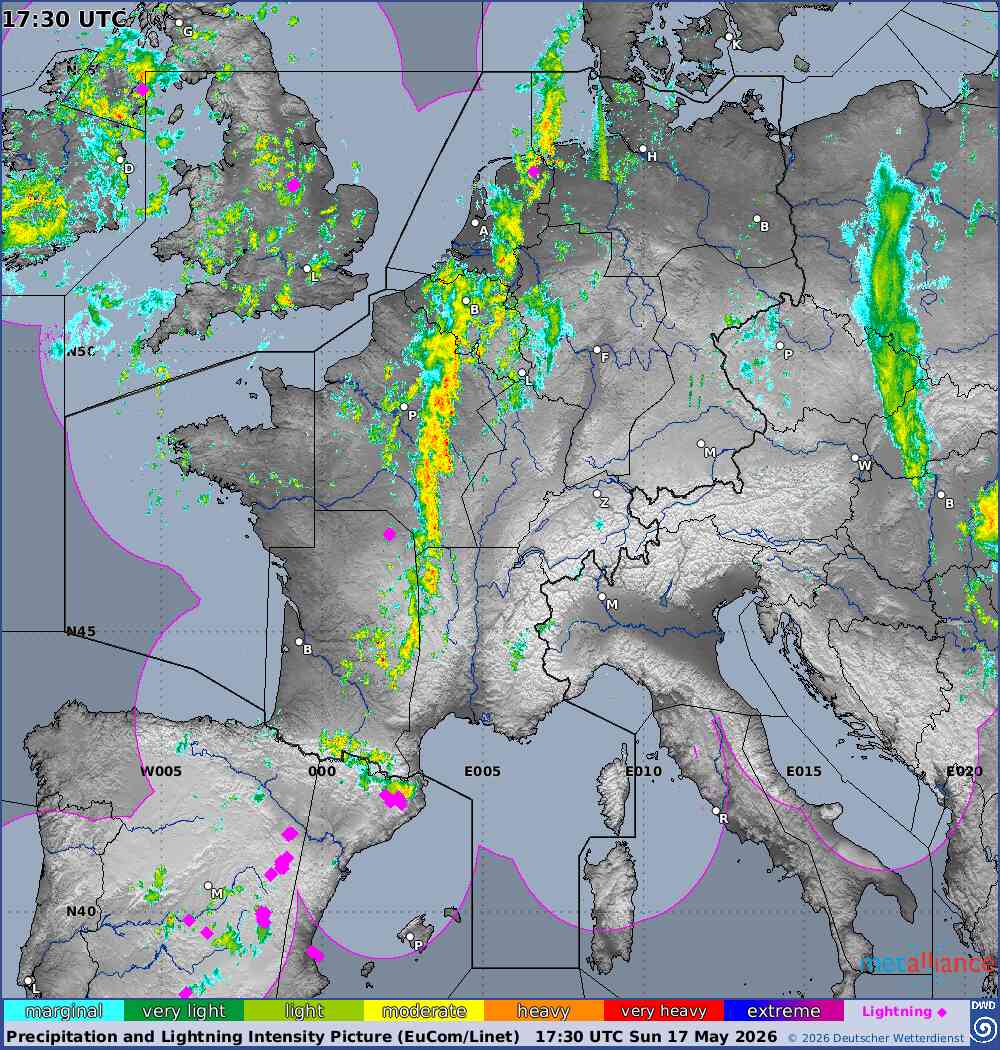 17:30 UTC
G
K
N55
D
H
A
B
L
B
N50
F
P
L
P
M
W
Z
B
M
N45
B
W005
000
E005
E010
E015
E020
R
M
N40
P
metalliance
L
marginal very light light moderate heavy very heavy extreme Lightning
DWD
Precipitation and Lightning Intensity Picture (EuCom/Linet) 17:30 UTC Sun 17 May 2026 © 2026 Deutscher Wetterdienst